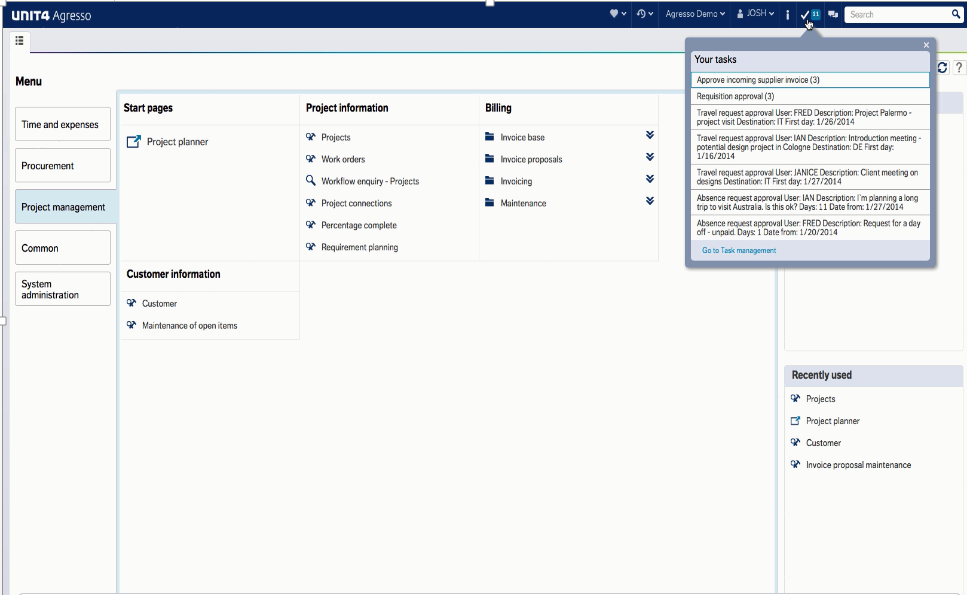 UNIT4 Agresso
Agresso Demo
JOSH
11
Search
Your tasks
Approve incoming supplier invoice (3)
Requisition approval (3)
Travel request approval User: FRED Description: Project Palermo -
project visit Destination: IT First day: 1/26/2014
Travel request approval User: IAN Description: Introduction meeting -
potential design project in Cologne Destination: DE First day:
1/16/2014
Travel request approval User: JANICE Description: Client meeting on
designs Destination: IT First day: 1/27/2014
Absence request approval User: IAN Description: I'm planning a long
trip to visit Australia. Is this ok? Days: 11 Date from: 1/27/2014
Absence request approval User: FRED Description: Request for a day
off - unpaid. Days: 1 Date from: 1/20/2014
Go to Task management
Menu
Time and expenses
Procurement
Project management
Common
System
administration
Start pages
Project planner
Project information
Projects
Work orders
Workflow enquiry - Projects
Project connections
Percentage complete
Requirement planning
Billing
Invoice base
Invoice proposals
Invoicing
Maintenance
Customer information
Customer
Maintenance of open items
Recently used
Projects
Project planner
Customer
Invoice proposal maintenance